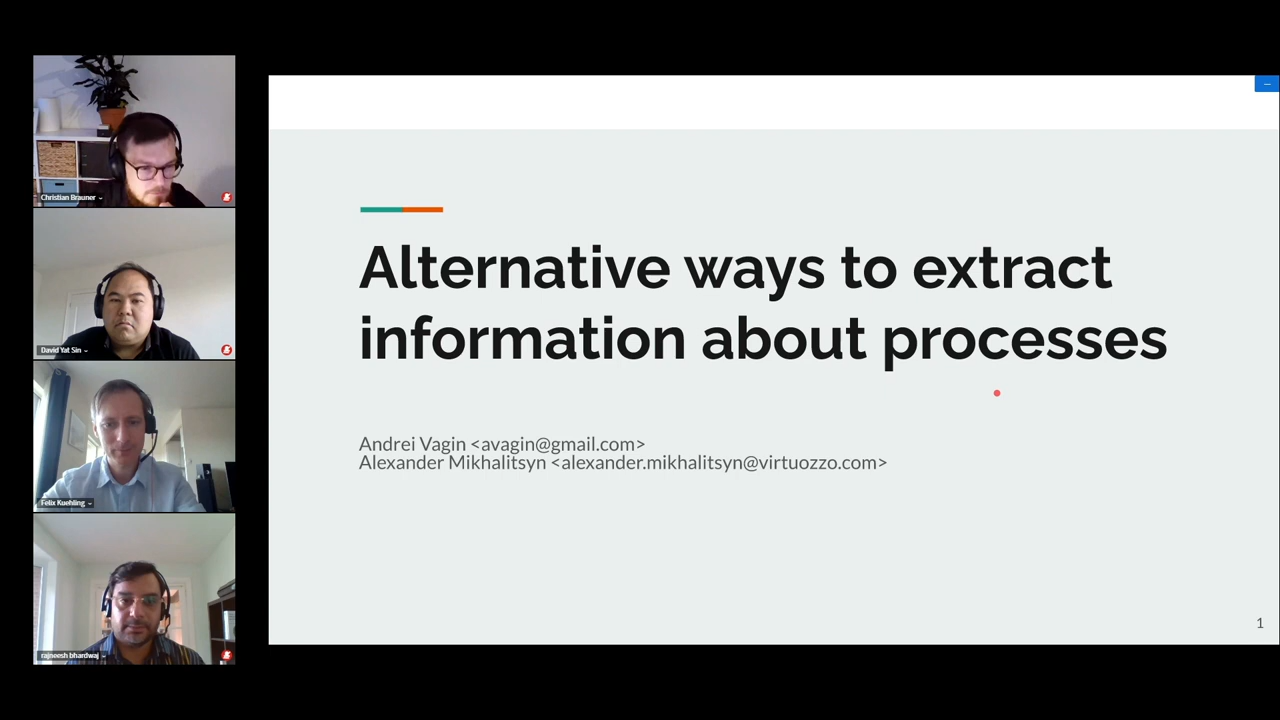 Christian Brauner
David Yat Sin
Felix Kuehling
rajneesh bhardwaj
Alternative ways to extract
information about processes
Andrei Vagin <avagin@gmail.com>
Alexander Mikhalitsyn <alexander.mikhalitsyn@virtuozzo.com>
1